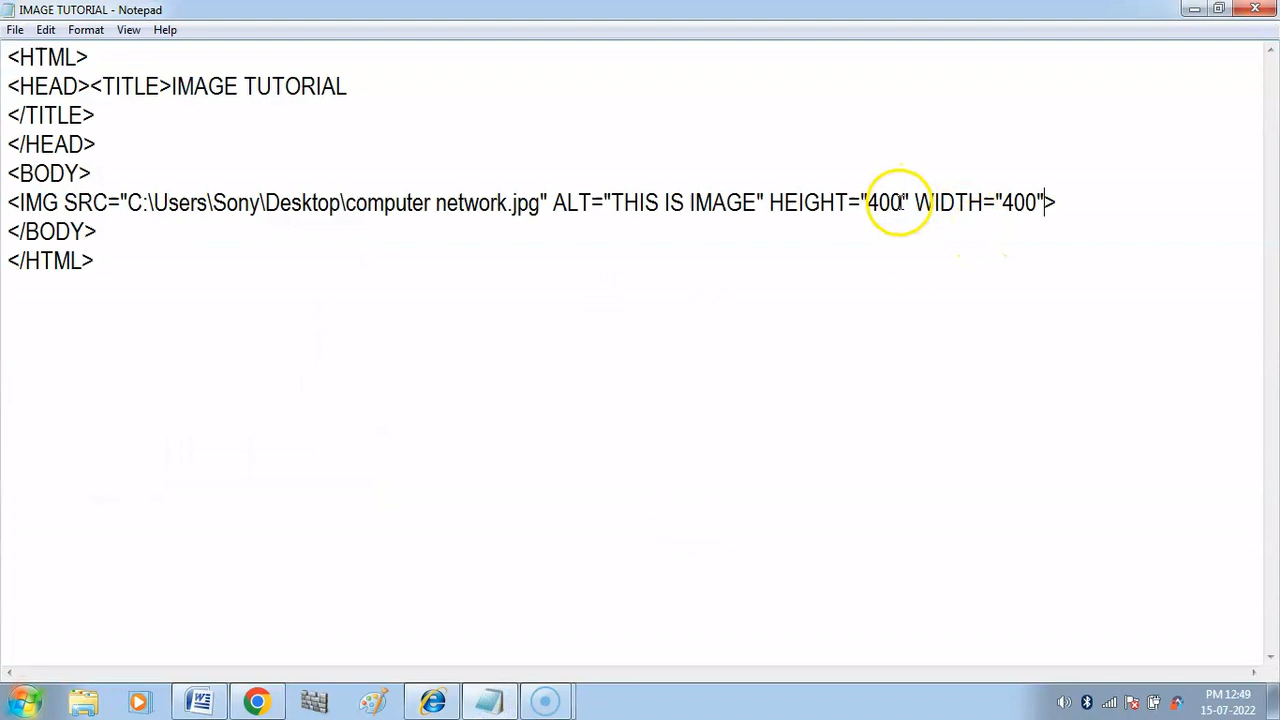 IMAGE TUTORIAL - Notepad
File Edit Format View Help
<HTML>
<HEAD><TITLE>IMAGE TUTORIAL
</TITLE>
</HEAD>
<BODY>
<IMG SRC="C:\Users\Sony\Desktop\computer network.jpg" ALT="THIS IS IMAGE" HEIGHT="400" WIDTH="400">
</BODY>
</HTML>
PM 12:49
15-07-2022